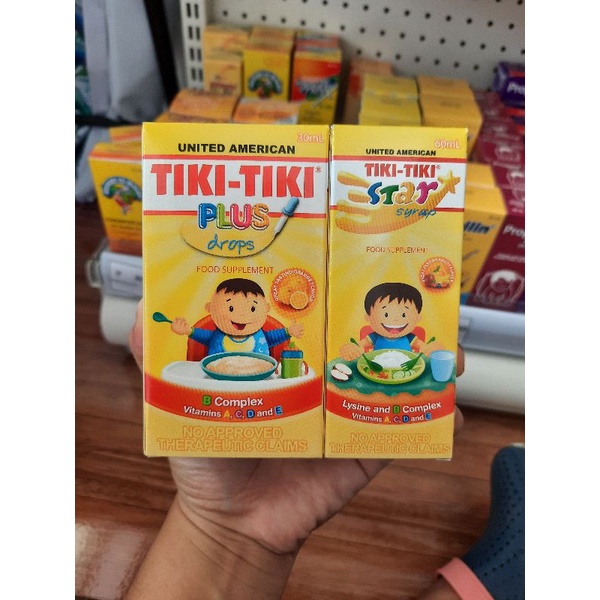 30mL
UNITED AMERICAN
TIKI-TIKI®
PLUS
drops
FOOD SUPPLEMENT
B Complex
Vitamins A, C, D and E
NO APPROVED
THERAPEUTIC CLAIMS
60mL
UNITED AMERICAN
TIKI-TIKI®
STAR
syrup
FOOD SUPPLEMENT
Lysine and B Complex
Vitamins A, C, D and E
NO APPROVED
THERAPEUTIC CLAIMS